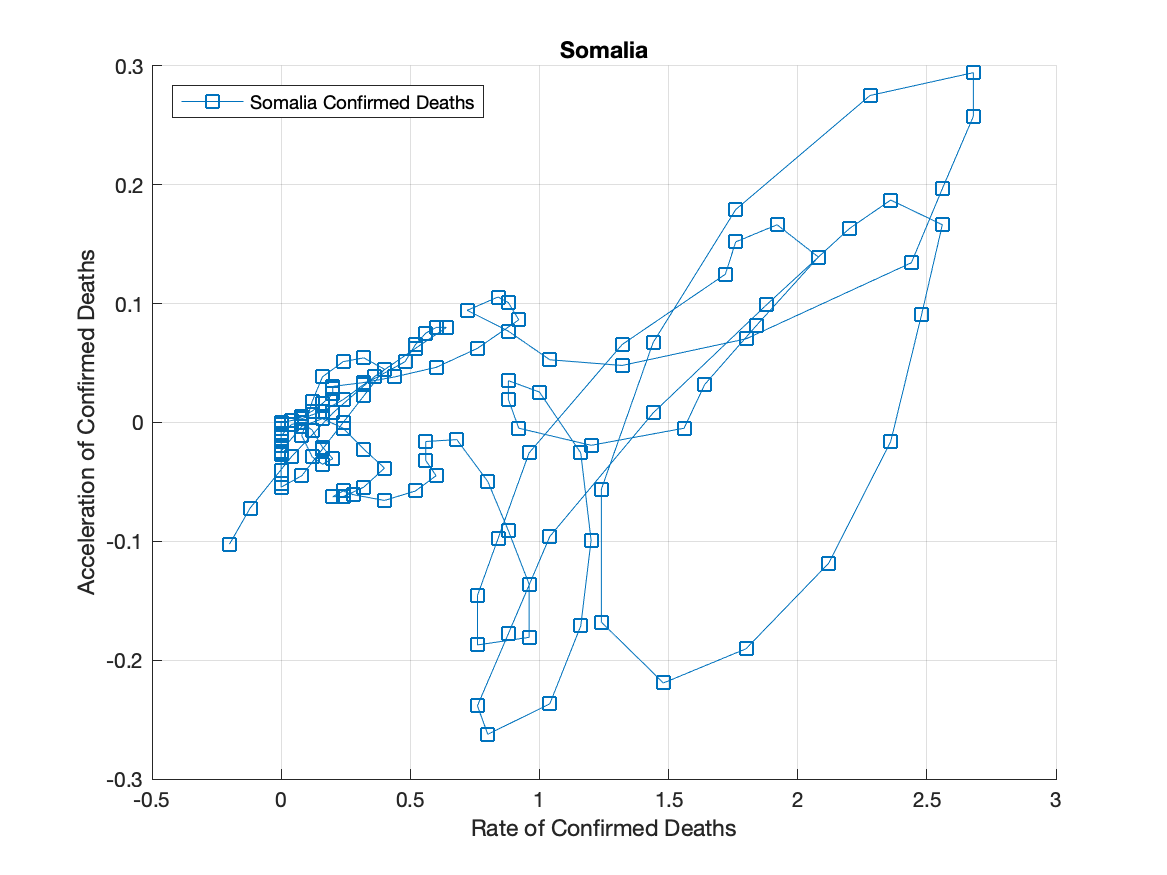 Somalia
Somalia Confirmed Deaths
0.3
0.2
0.1
0
-0.1
-0.2
-0.3
Acceleration of Confirmed Deaths
-0.5 0 0.5 1 1.5 2 2.5 3
Rate of Confirmed Deaths